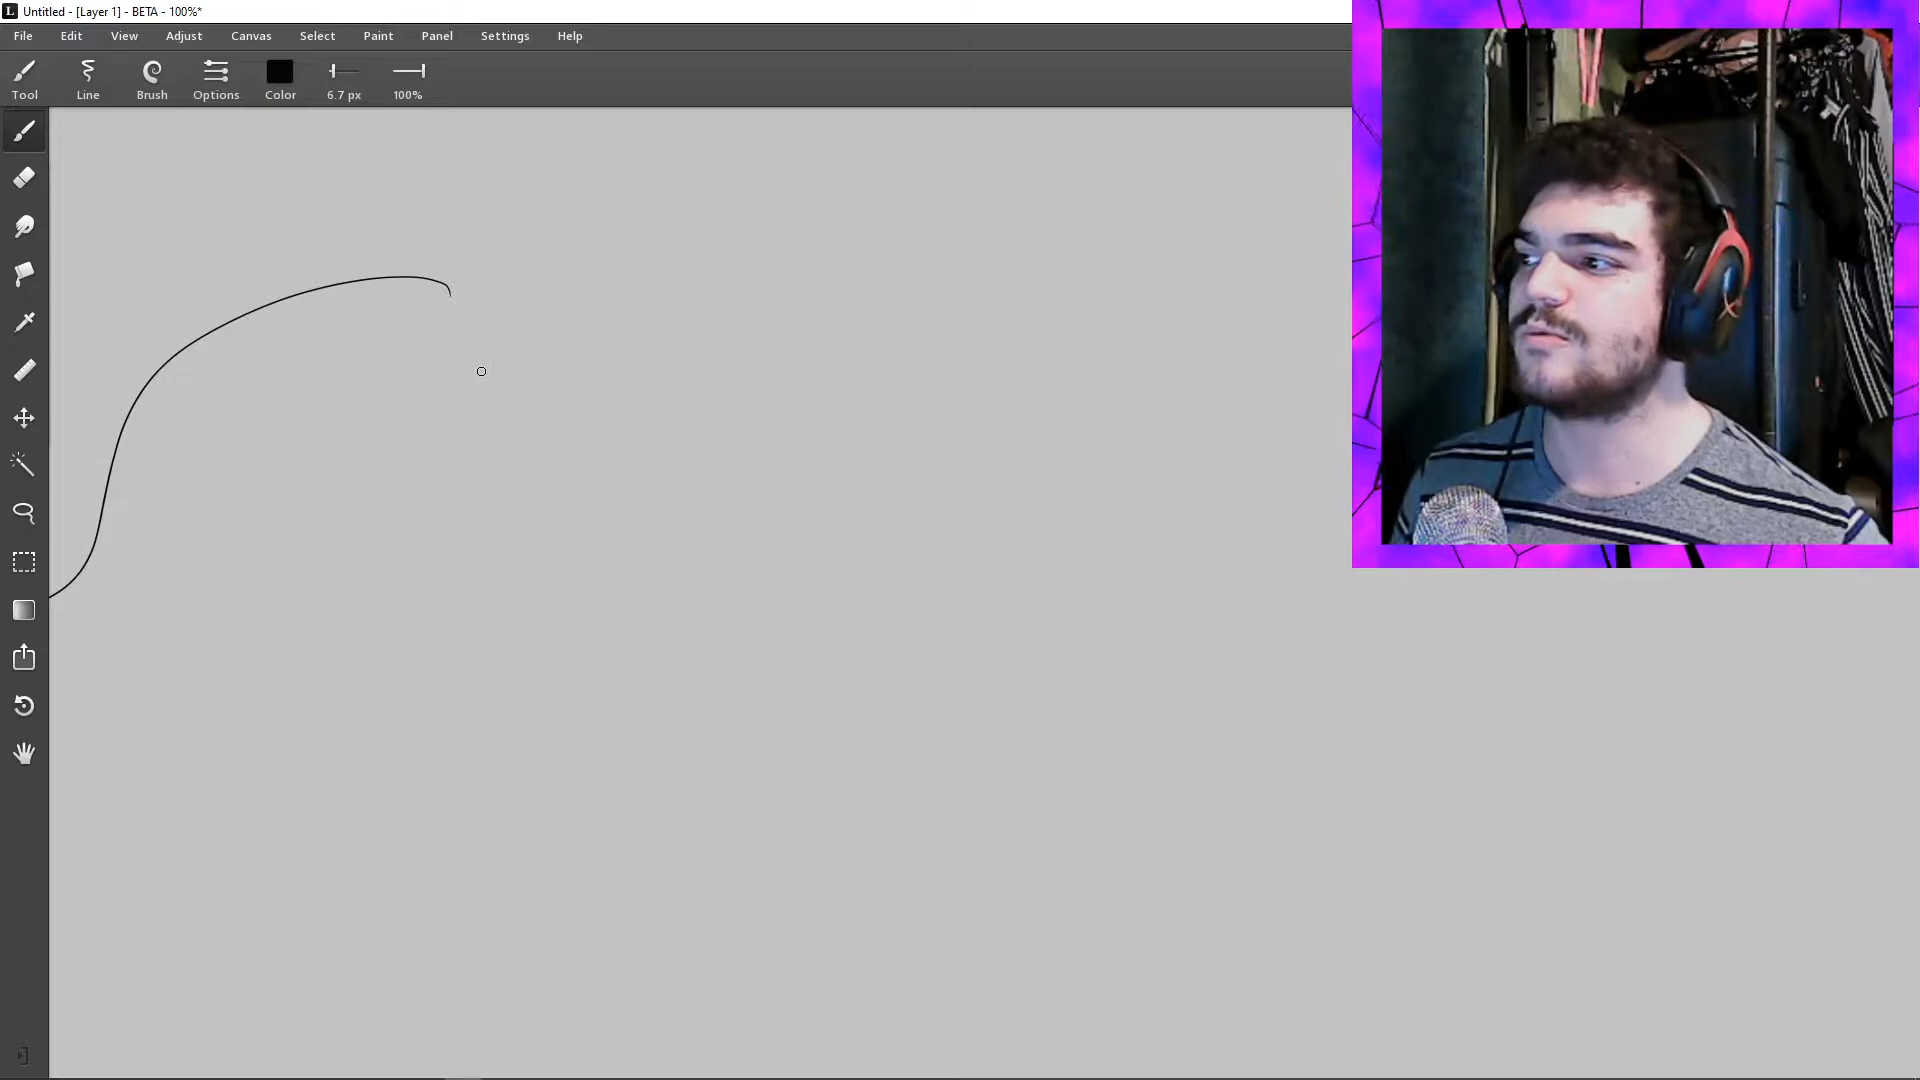 L Untitled - [Layer 1] - BETA - 100%*
File Edit View Adjust Canvas Select Paint Panel Settings Help
Tool Line Brush Options Color 6.7 px 100%